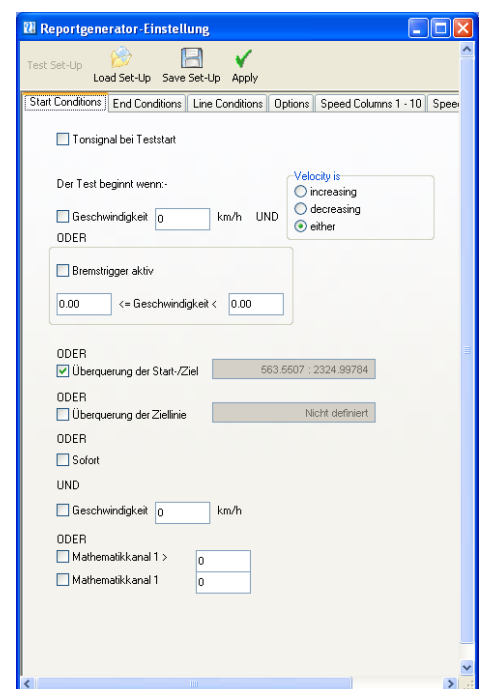 Reportgenerator-Einstellung
Test Set-Up
Load Set-Up Save Set-Up Apply
Start Conditions End Conditions Line Conditions Options Speed Columns 1 - 10
Tonsignal bei Teststart
Der Test beginnt wenn:-
Velocity is
increasing
decreasing
either
Geschwindigkeit 0 km/h UND
ODER
Bremstrigger aktiv
0.00 <= Geschwindigkeit < 0.00
ODER
Überquerung der Start-/Ziel 563.5507 : 2324.99784
ODER
Überquerung der Ziellinie Nicht definiert
ODER
Sofort
UND
Geschwindigkeit 0 km/h
ODER
Mathematikkanal 1 > 0
Mathematikkanal 1 0